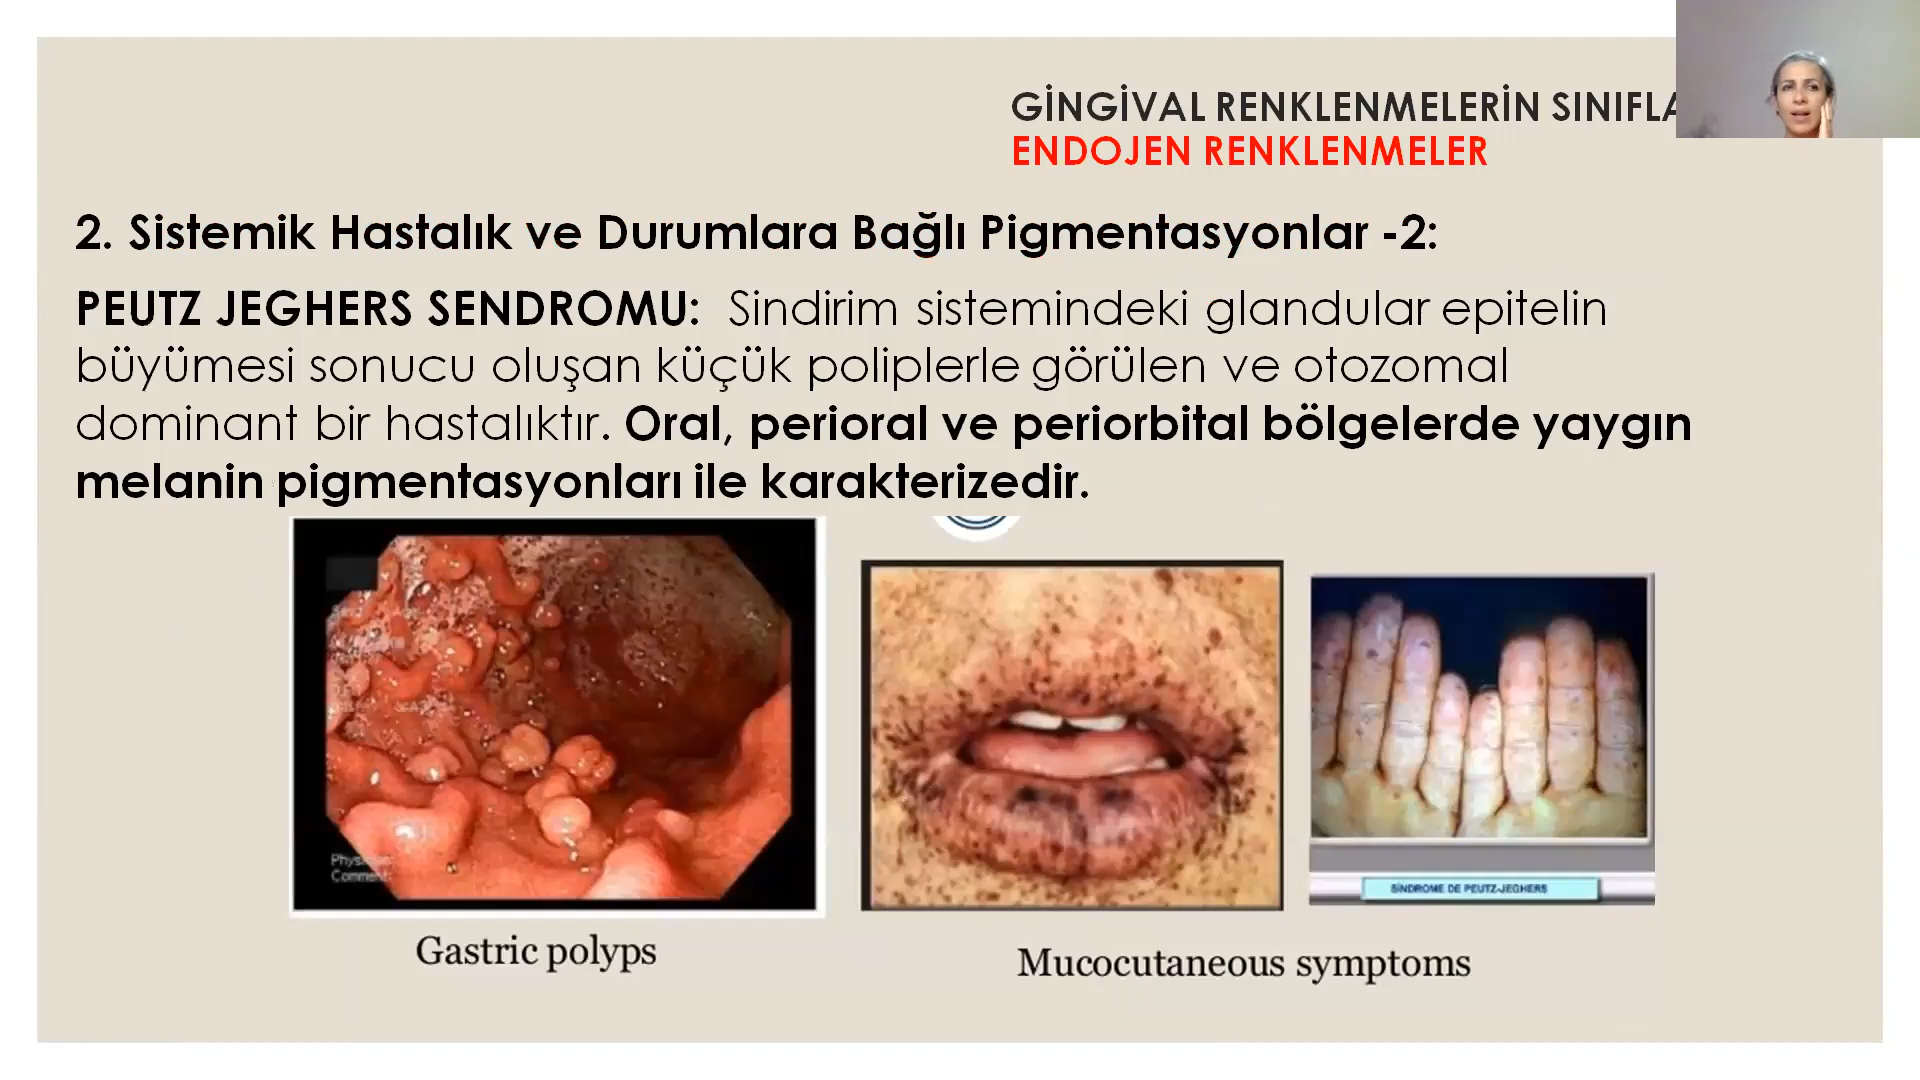 GİNGİVAL RENKLENMELERİN SINIFLA
ENDOJEN RENKLENMELER
2. Sistemik Hastalık ve Durumlara Bağlı Pigmentasyonlar -2:
PEUTZ JEGHERS SENDROMU: Sindirim sistemindeki glandular epitelin
büyümesi sonucu oluşan küçük poliplerle görülen ve otozomal
dominant bir hastalıktır. Oral, perioral ve periorbital bölgelerde yaygın
melanin pigmentasyonları ile karakterizedir.
Comment:
SÍNDROME DE PEUTZ-JEGHERS
Gastric polyps
Mucocutaneous symptoms